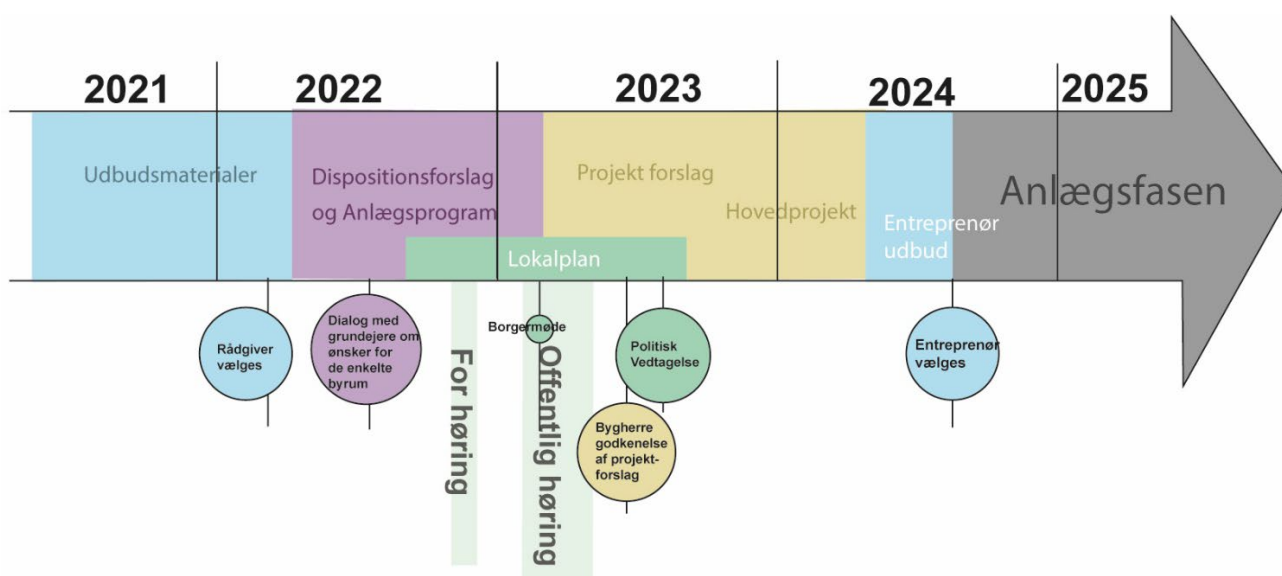 2021
2022
2023
2024
2025
Udbudsmaterialer
Dispositionsforslag
og Anlægsprogram
Projekt forslag
Hovedprojekt
Entreprenør
udbud
Anlægsfasen
Lokalplan
Rådgiver
vælges
Dialog med
grundejere om
ønsker for
de enkelte
byrum
For høring
Borgermøde
Offentlig høring
Politisk
Vedtagelse
Bygherre
godkenelse
af projekt-
forslag
Entreprenør
vælges